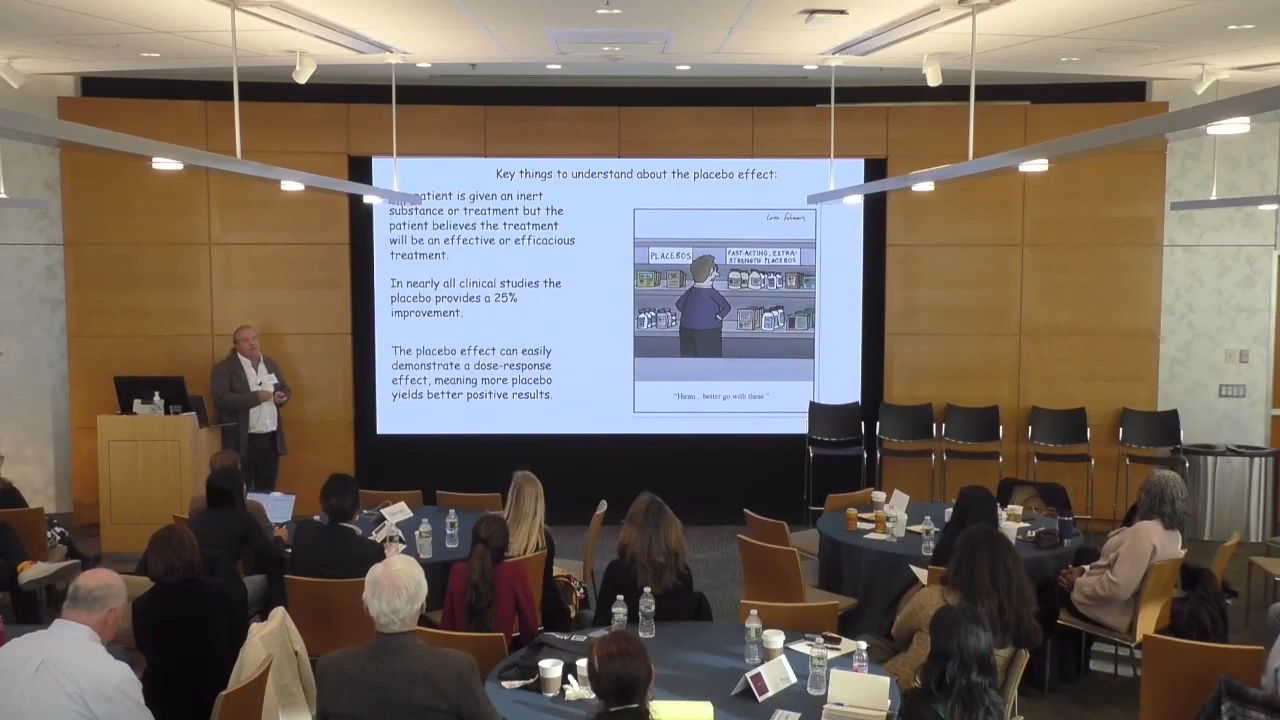 Key things to understand about the placebo effect:
patient is given an inert
substance or treatment but the
patient believes the treatment
will be an effective or efficacious
treatment.
In nearly all clinical studies the
placebo provides a 25%
improvement.
The placebo effect can easily
demonstrate a dose-response
effect, meaning more placebo
yields better positive results.
PLACEBOS
FAST-ACTING, EXTRA-
STRENGTH PLACEBOS
"Hmm better go with these"